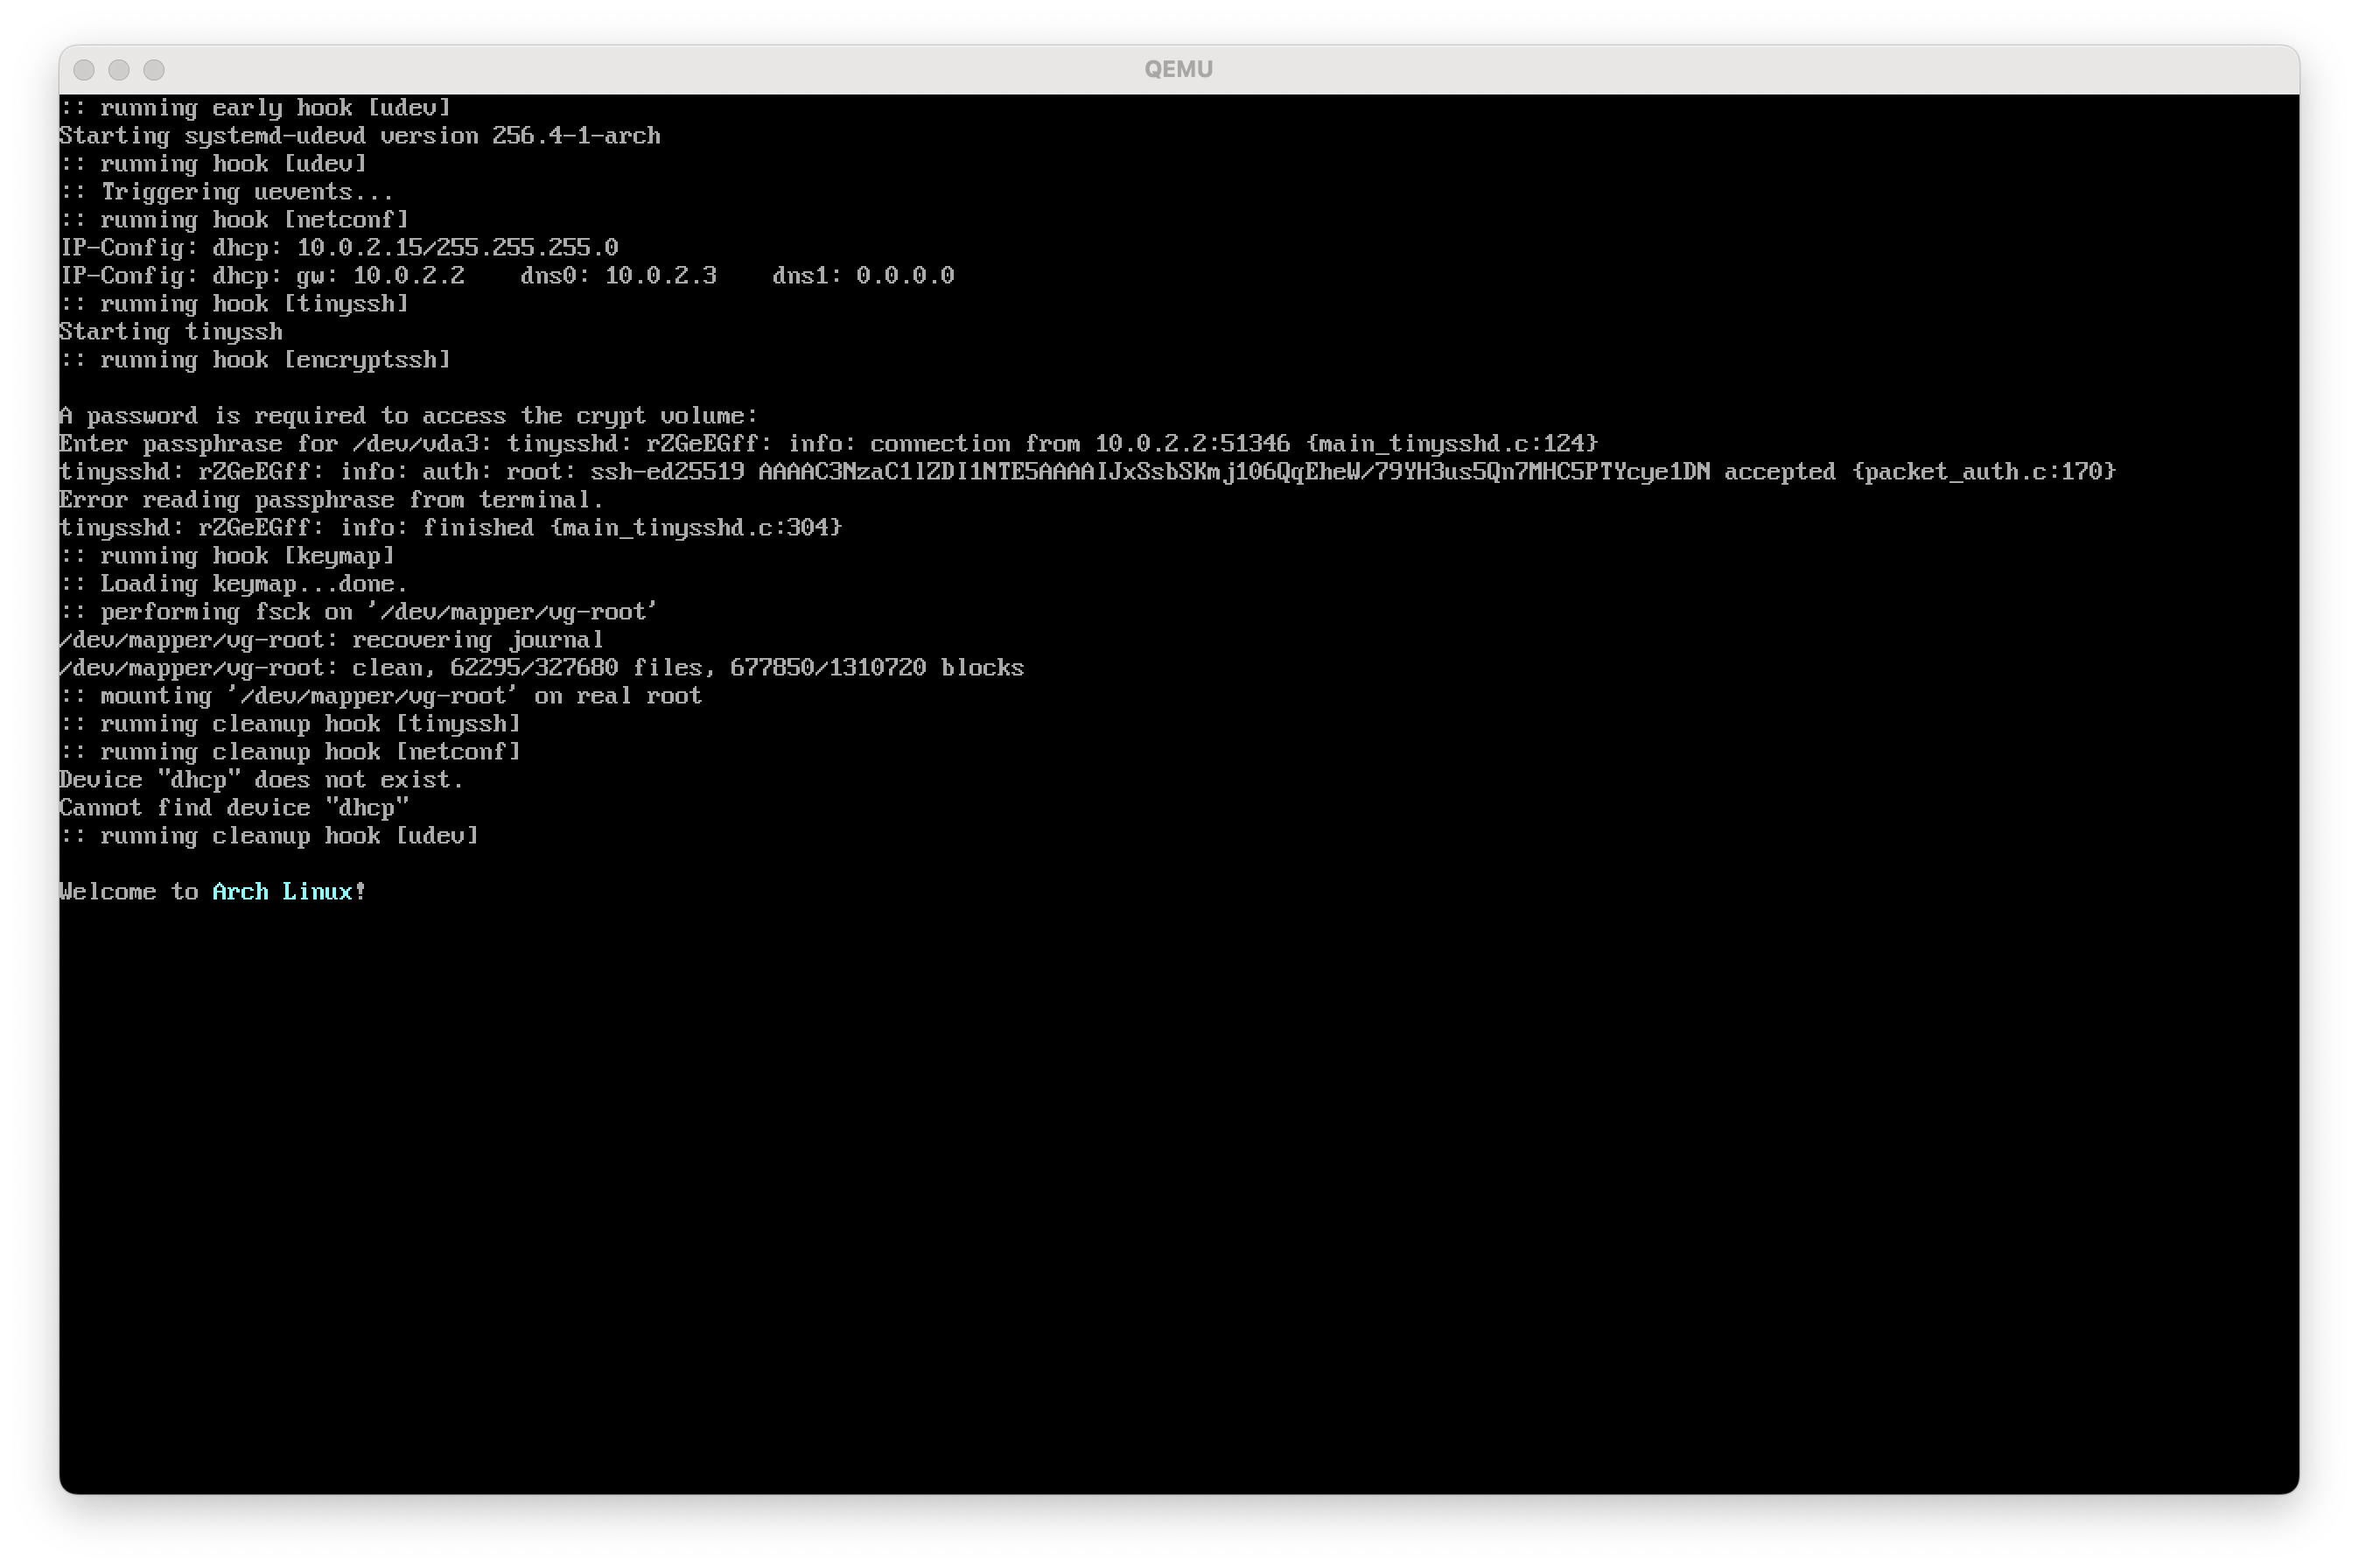 QEMU
:: running early hook [udev]
Starting systemd-udevd version 256.4-1-arch
:: running hook [udev]
:: Triggering uevents...
:: running hook [netconf]
IP-Config: dhcp: 10.0.2.15/255.255.255.0
IP-Config: dhcp: gw: 10.0.2.2    dns0: 10.0.2.3    dns1: 0.0.0.0
:: running hook [tinyssh]
Starting tinyssh
:: running hook [encryptssh]
A password is required to access the crypt volume:
Enter passphrase for /dev/vda3: tinysshd: rZGeEGff: info: connection from 10.0.2.2:51346 {main_tinysshd.c:124}
tinysshd: rZGeEGff: info: auth: root: ssh-ed25519 AAAAC3NzaC1lZDI1NTE5AAAAIJxSsbSKmj106QqEheW/79YH3us5Qn7MHC5PTYcye1DN accepted {packet_auth.c:170}
Error reading passphrase from terminal.
tinysshd: rZGeEGff: info: finished {main_tinysshd.c:304}
:: running hook [keymap]
:: Loading keymap...done.
:: performing fsck on '/dev/mapper/vg-root'
/dev/mapper/vg-root: recovering journal
/dev/mapper/vg-root: clean, 62295/327680 files, 677850/1310720 blocks
:: mounting '/dev/mapper/vg-root' on real root
:: running cleanup hook [tinyssh]
:: running cleanup hook [netconf]
Device "dhcp" does not exist.
Cannot find device "dhcp"
:: running cleanup hook [udev]
Welcome to Arch Linux!